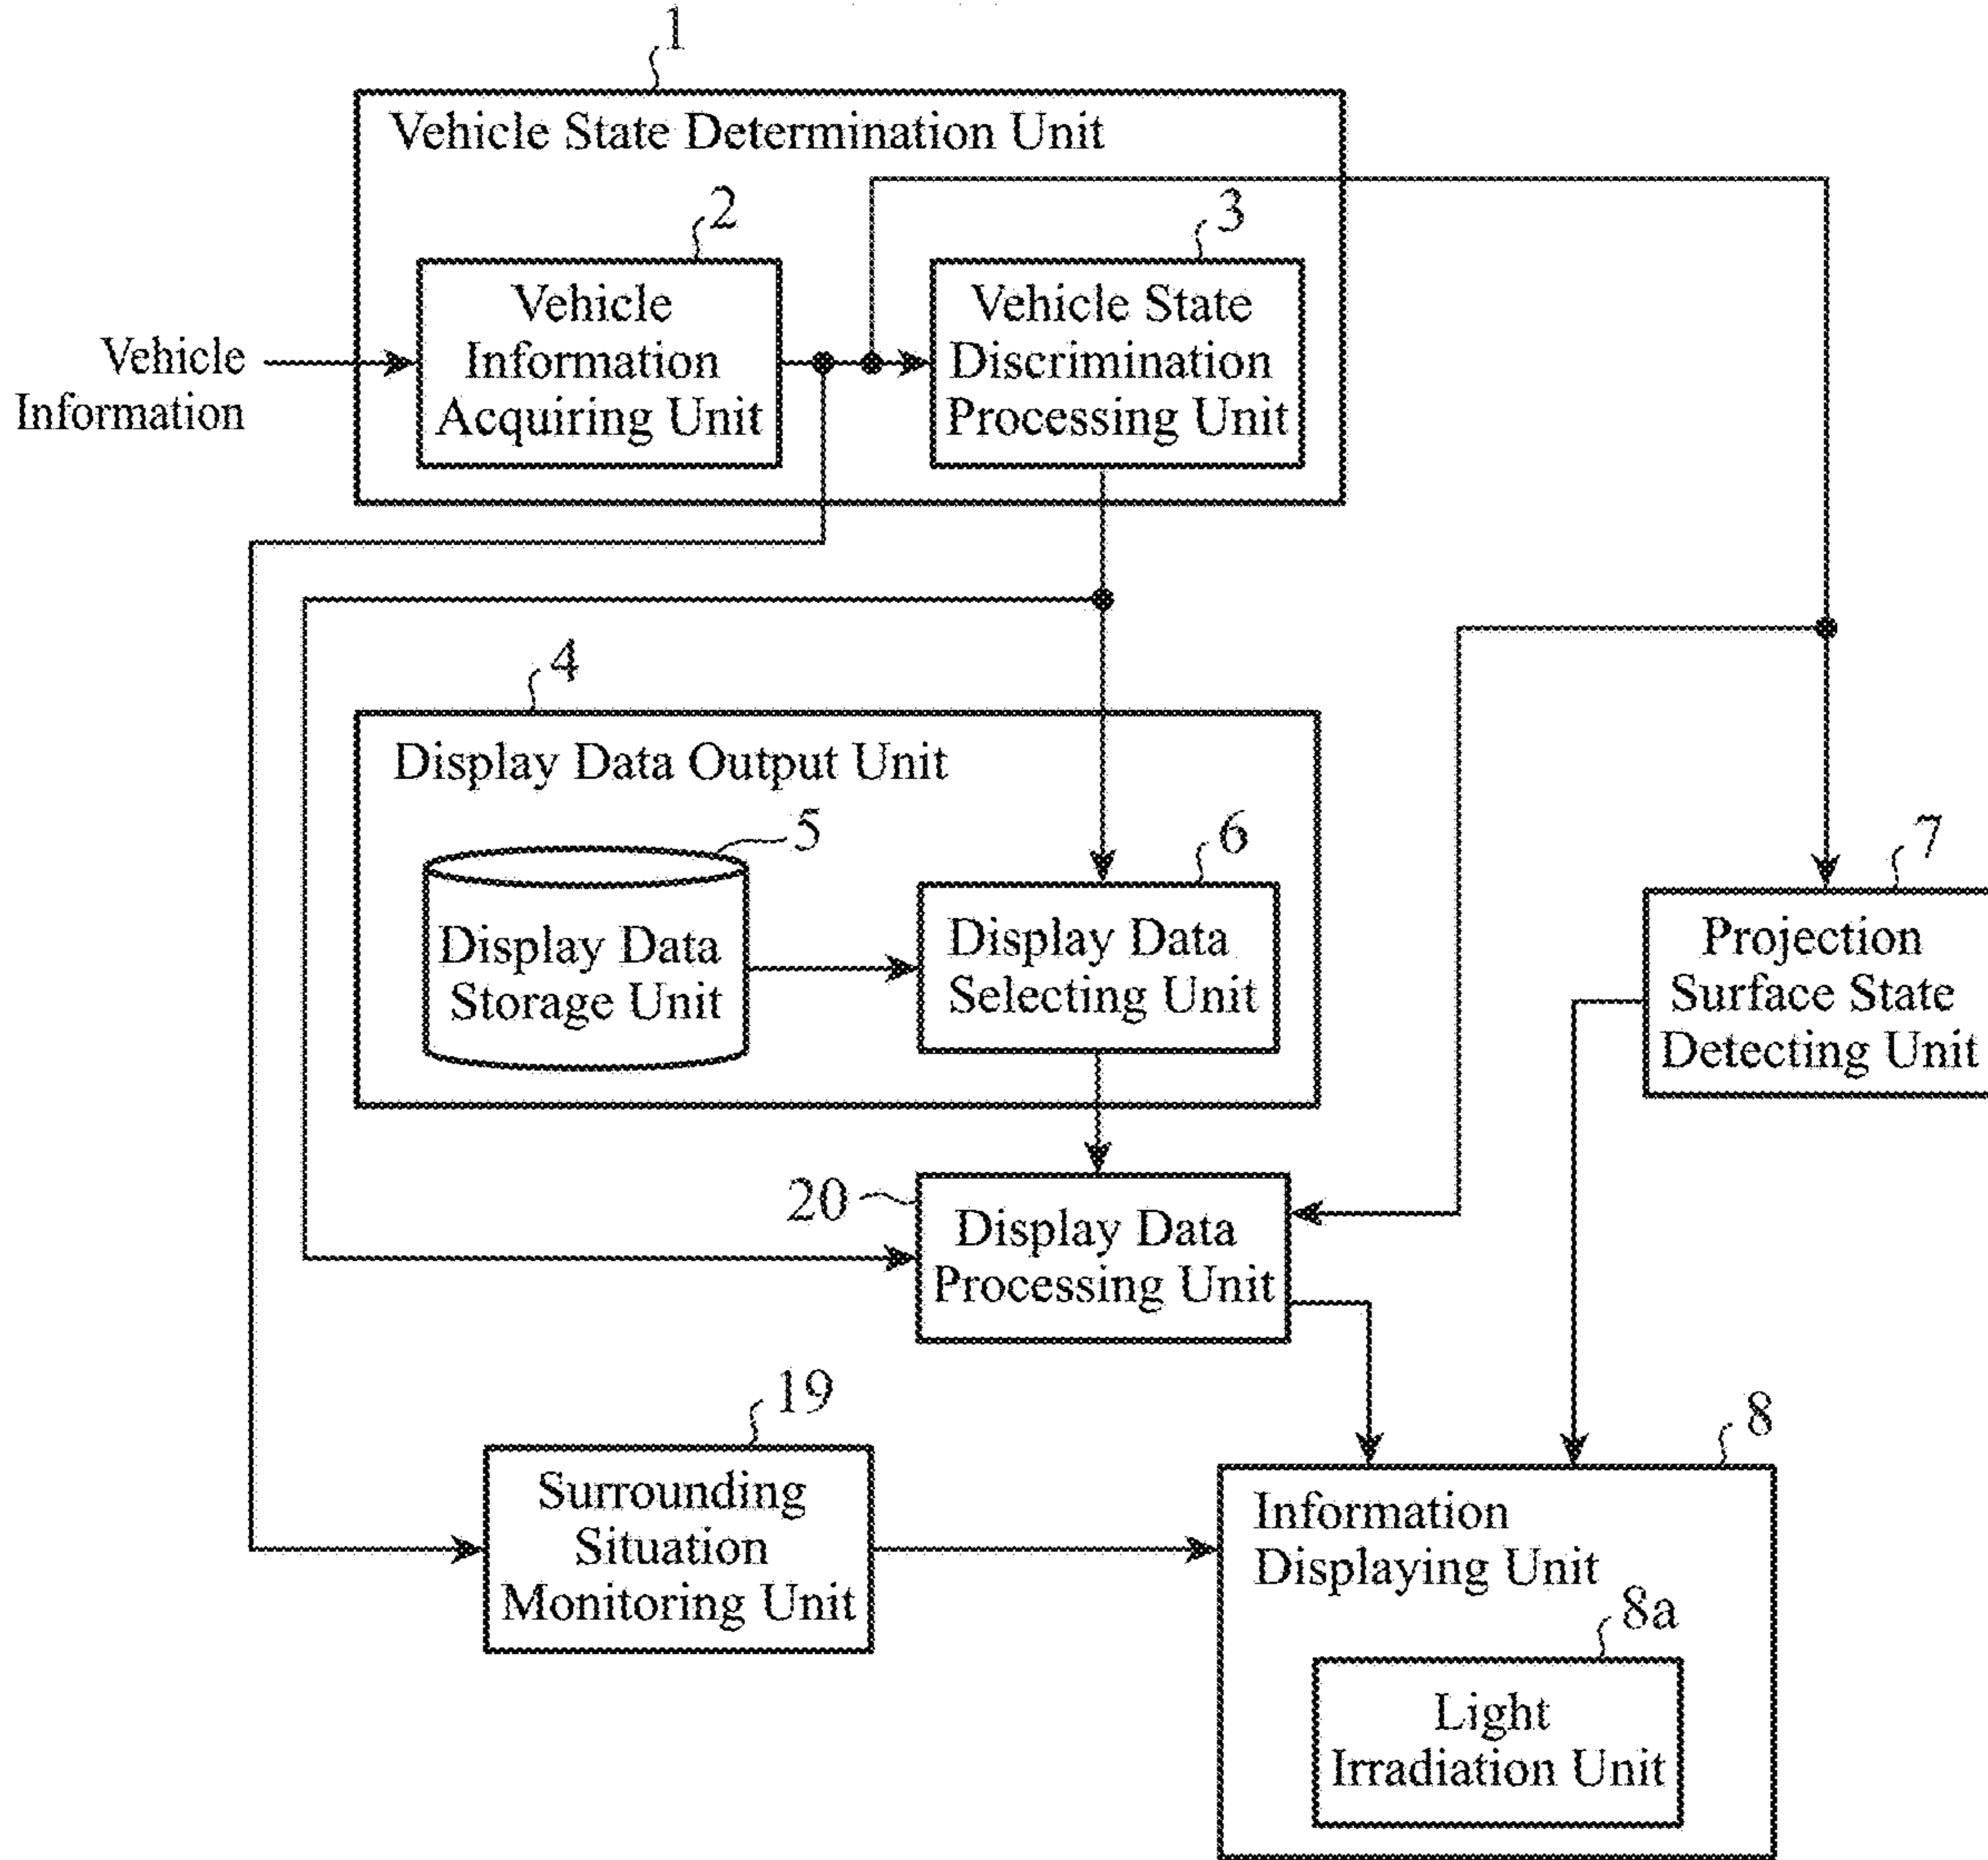 1
Vehicle State Determination Unit
2
3
Vehicle
Information
Acquiring Unit
Vehicle State
Discrimination
Processing Unit
Vehicle
Information
4
Display Data Output Unit
5
6
7
Display Data
Storage Unit
Display Data
Selecting Unit
Projection
Surface State
Detecting Unit
20
Display Data
Processing Unit
19
8
Surrounding
Situation
Monitoring Unit
Information
Displaying Unit
8a
Light
Irradiation Unit